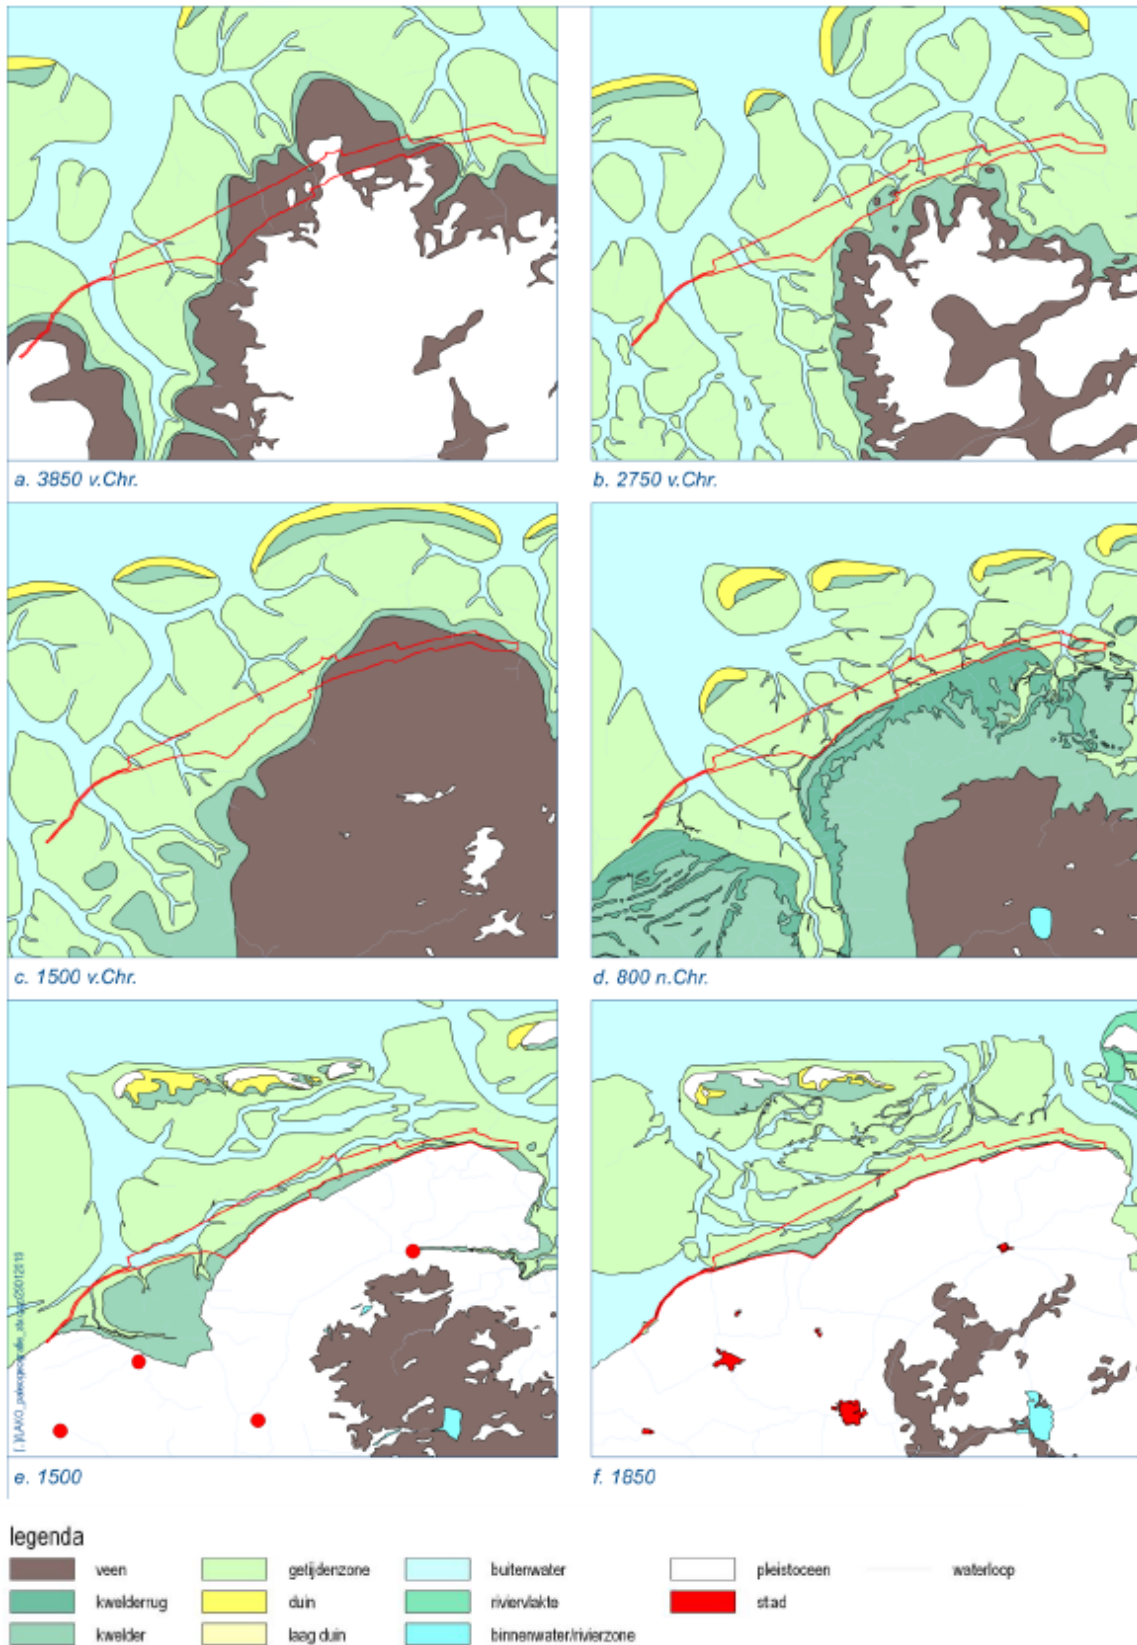 a. 3850 v.Chr.
b. 2750 v.Chr.
c. 1500 v.Chr.
d. 800 n.Chr.
e. 1500
f. 1850
legenda
veen
getijdenzone
buitenwater
pleistoceen
waterloop
kwelderrug
duin
riviervlakte
stad
kwelder
laag duin
binnenwater/rivierzone